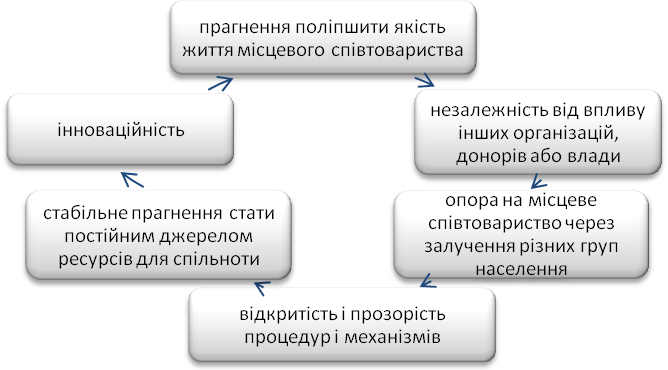 прагнення поліпшити якість
життя місцевого співтовариства
незалежність від впливу
інших організацій,
донорів або влади
опора на місцеве
співтовариство через
залучення різних груп
населення
відкритість і прозорість
процедур і механізмів
стабільне прагнення стати
постійним джерелом
ресурсів для спільноти
інноваційність